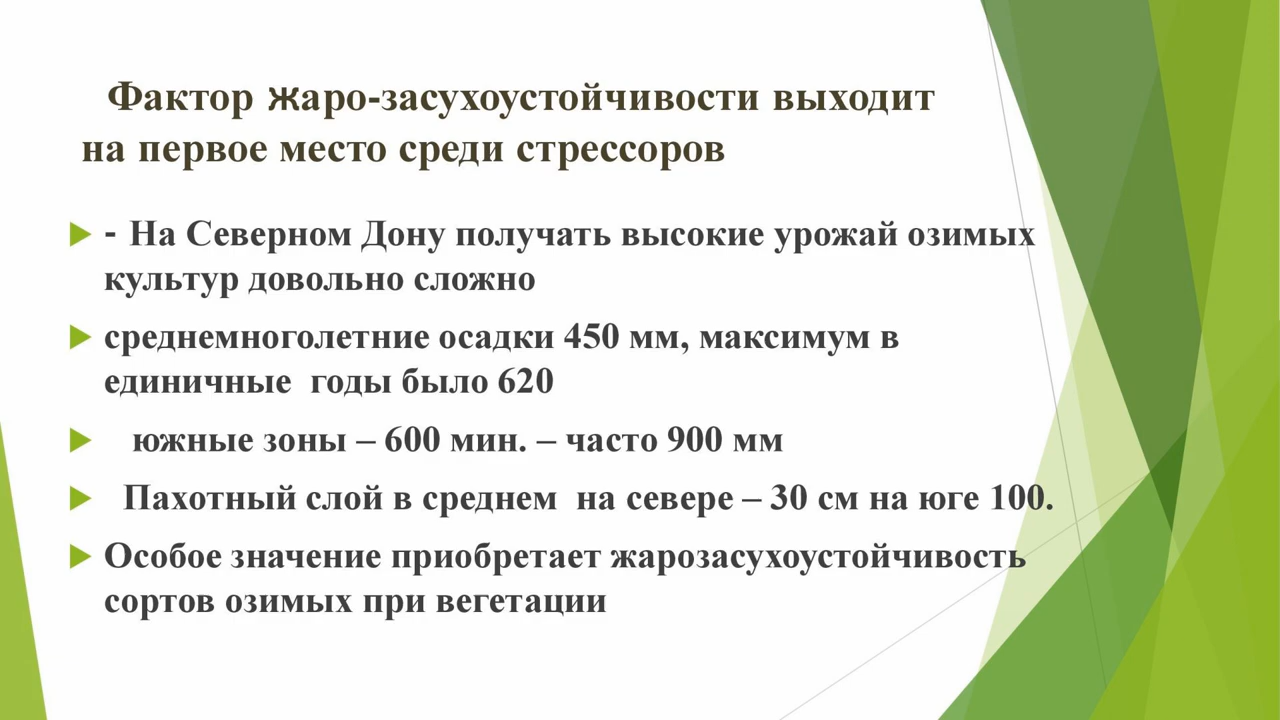 Фактор жаро-засухоустойчивости выходит
на первое место среди стрессоров
- На Северном Дону получать высокие урожай озимых
культур довольно сложно
среднемноголетние осадки 450 мм, максимум в
единичные годы было 620
южные зоны – 600 мин. – часто 900 мм
Пахотный слой в среднем на севере – 30 см на юге 100.
Особое значение приобретает жарозасухоустойчивость
сортов озимых при вегетации